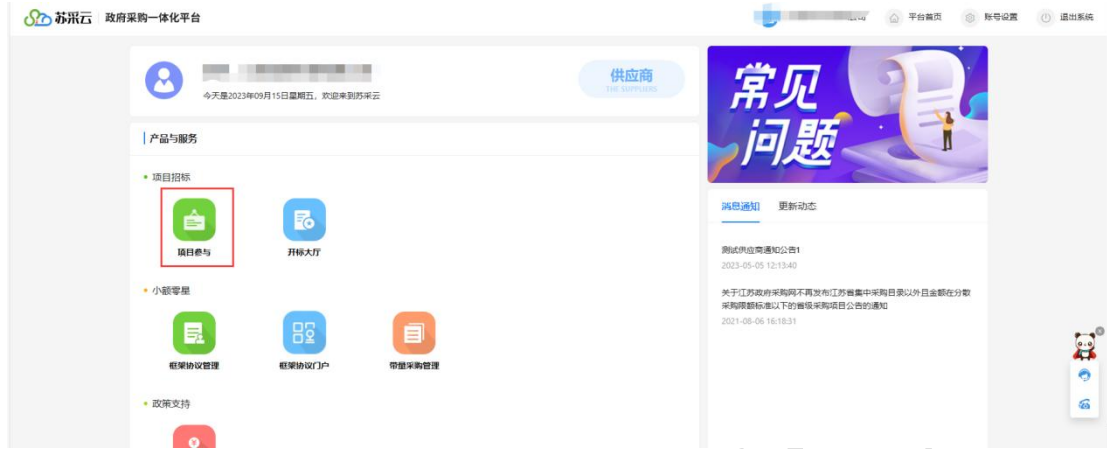 苏采云 政府采购一体化平台
平台首页 账号设置 退出系统
今天是2023年09月15日星期五，欢迎来到苏采云
供应商
THE SUPPLIERS
产品与服务
项目招标
项目参与 开标大厅
小额零星
框架协议管理 框架协议门户 带量采购管理
政策支持
常见
问题
消息通知 更新动态
测试供应商通知公告1
2023-05-05 12:13:40
关于江苏政府采购网不再发布江苏省集中采购目录以外且金额在分散
采购限额标准以下的省级采购项目公告的通知
2021-08-06 16:18:31